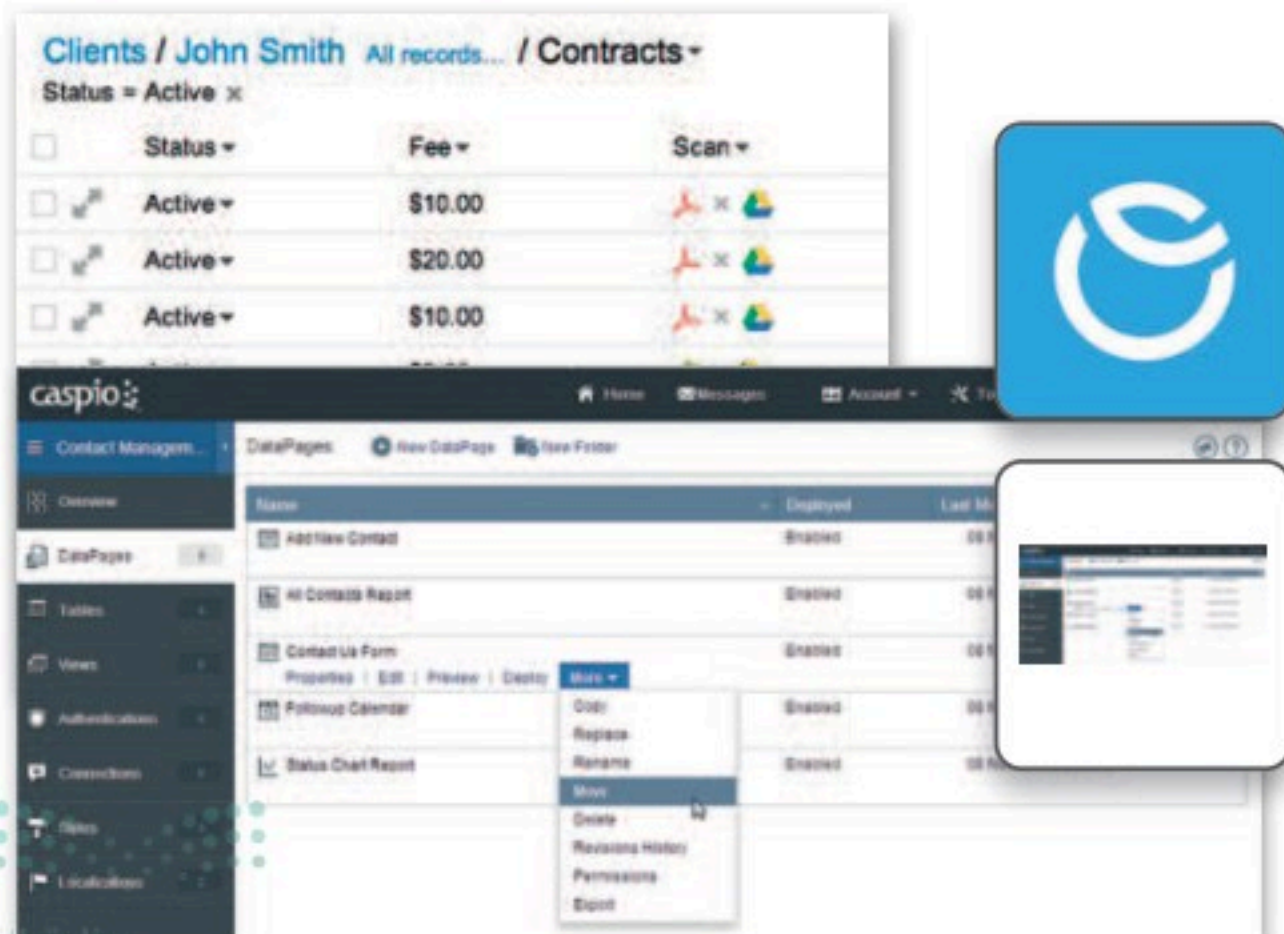 Clients / John Smith All records... / Contracts
Status = Active ×
Status Fee Scan
Active $10.00
Active $20.00
Active $10.00
caspio
Home Messages Account
Contact Managem... DataPages New DataPage New Folder
Overview
Name Displayed Last
Add New Contact Enabled
DataPages
All Contacts Report Enabled
Tables
Contact Us Form Enabled
Views
Properties | Edit | Preview | Deploy More
Followup Calendar Enabled
Copy
Authentications
Replace
Rename
Status Chart Report Enabled
Connections
Move
Delete
Styles
Revisions History
Permissions
Localizations
Export